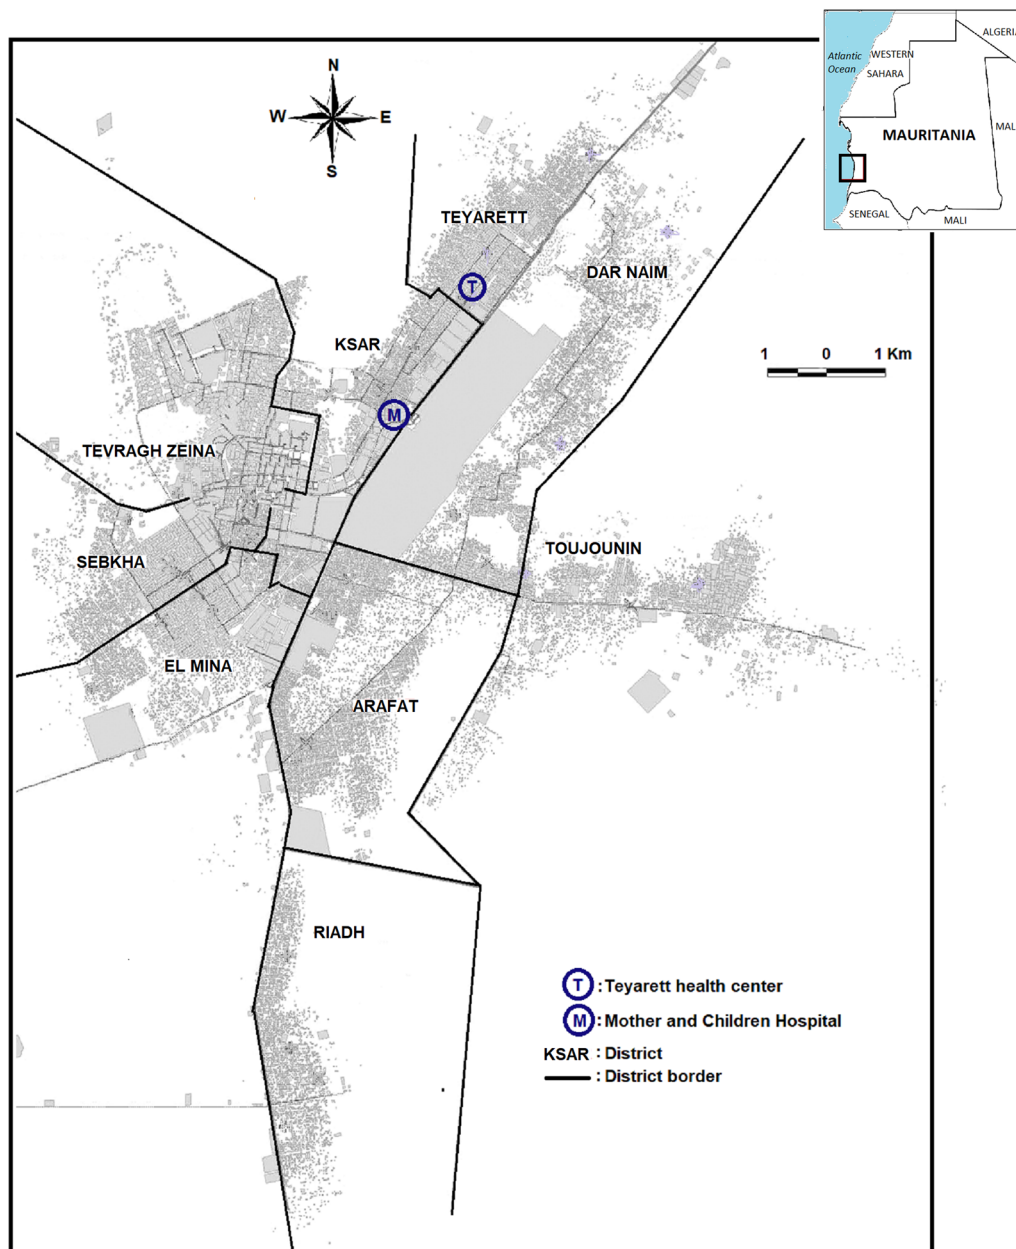 N
W E
S
Atlantic
Ocean
WESTERN
SAHARA
ALGERIA
MAURITANIA
MALI
SENEGAL
MALI
TEYARETT
DAR NAIM
T
KSAR
1 0 1 Km
M
TEVRAGH ZEINA
SEBKHA
TOUJOUNIN
EL MINA
ARAFAT
RIADH
T : Teyarett health center
M : Mother and Children Hospital
KSAR : District
: District border